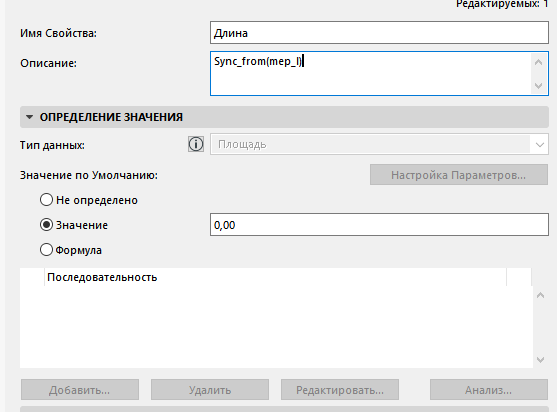 Редактируемых: 1
Имя Свойства: Длина
Описание: Sync_from(mep_l)
ОПРЕДЕЛЕНИЕ ЗНАЧЕНИЯ
Тип данных: Площадь
Значение по Умолчанию: Настройка Параметров...
Не определено
Значение 0,00
Формула
Последовательность
Добавить... Удалить Редактировать... Анализ...